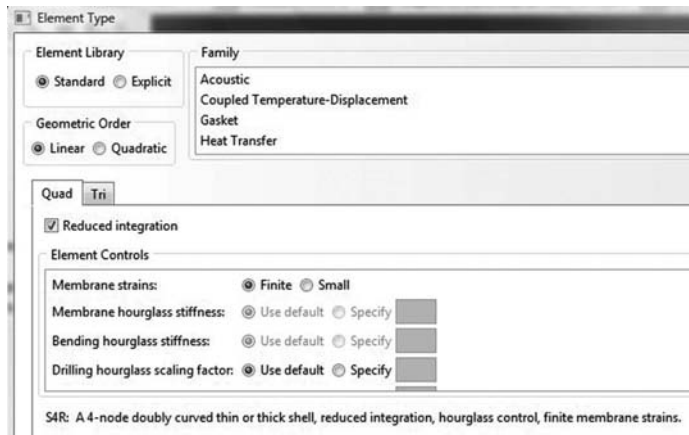 Element Type
Element Library
Family
Standard Explicit
Acoustic
Coupled Temperature-Displacement
Gasket
Heat Transfer
Geometric Order
Linear Quadratic
Quad Tri
Reduced integration
Element Controls
Membrane strains: Finite Small
Membrane hourglass stiffness: Use default Specify
Bending hourglass stiffness: Use default Specify
Drilling hourglass scaling factor: Use default Specify
S4R: A 4-node doubly curved thin or thick shell, reduced integration, hourglass control, finite membrane strains.